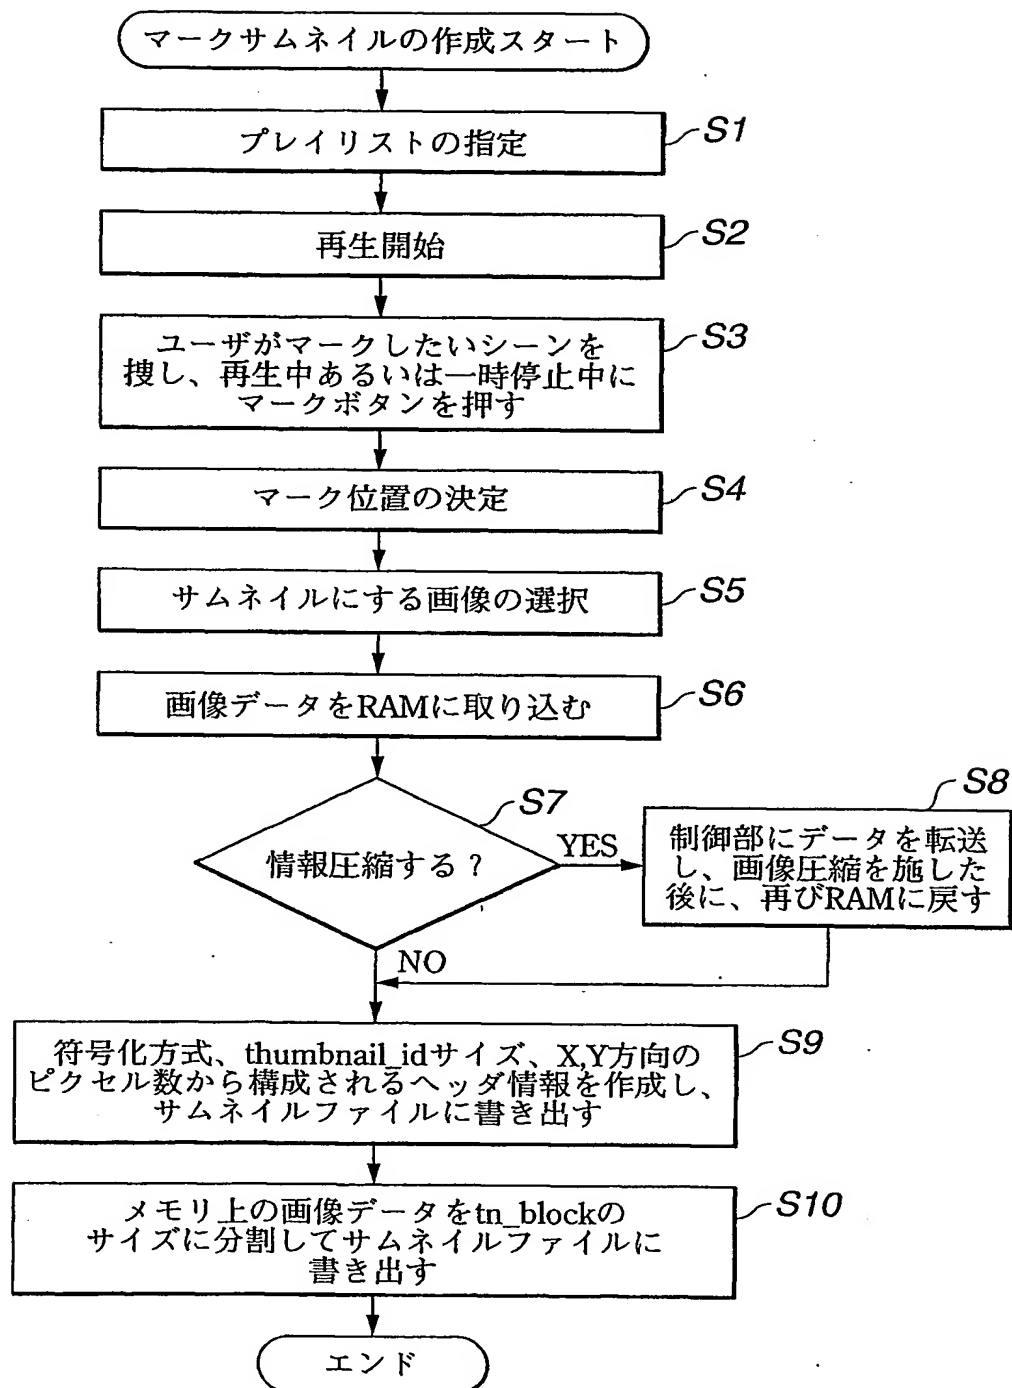 マークサムネイルの作成スタート
プレイリストの指定
S1
再生開始
S2
ユーザがマークしたいシーンを
捜し、再生中あるいは一時停止中に
マークボタンを押す
S3
マーク位置の決定
S4
サムネイルにする画像の選択
S5
画像データをRAMに取り込む
S6
情報圧縮する？
S7
YES
制御部にデータを転送
し、画像圧縮を施した
後に、再びRAMに戻す
S8
NO
符号化方式、thumbnail_idサイズ、X,Y方向の
ピクセル数から構成されるヘッダ情報を作成し、
サムネイルファイルに書き出す
S9
メモリ上の画像データをtn_blockの
サイズに分割してサムネイルファイルに
書き出す
S10
エンド